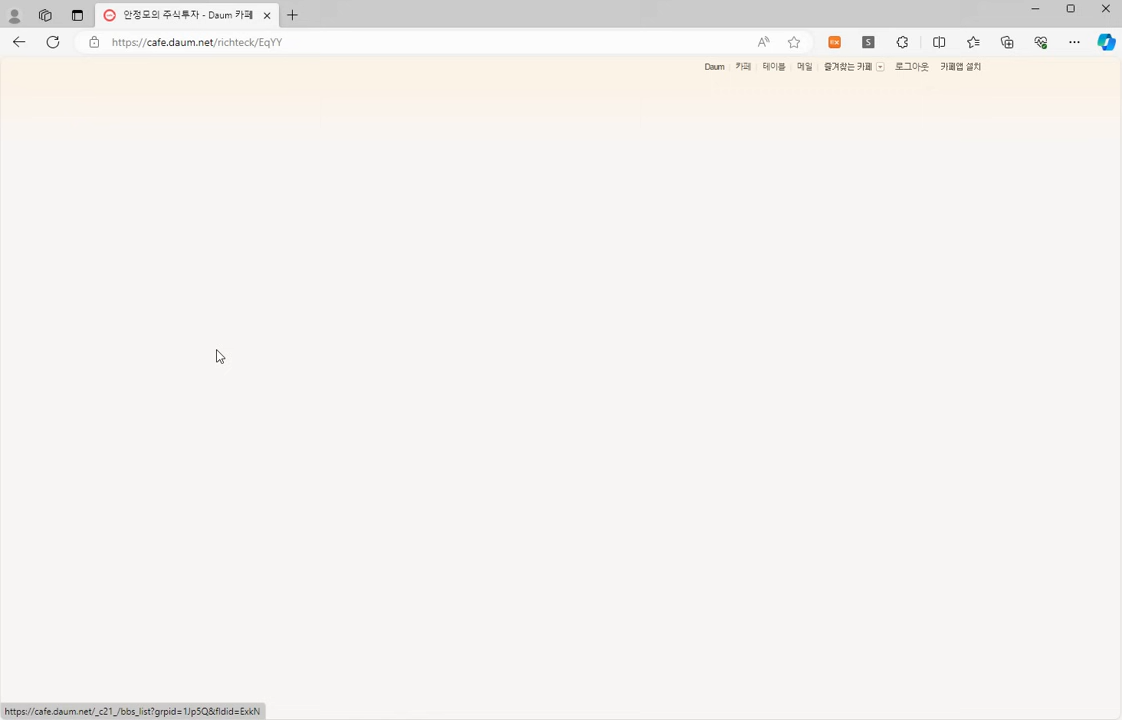 안정모의 주식투자 - Daum 카페
https://cafe.daum.net/richteck/EqYY
Daum 카페 테이블 메일 즐겨찾는 카페 로그아웃 카페앱 설치
https://cafe.daum.net/_c21_/bbs_list?grpid=1Jp5Q&fldid=ExkN